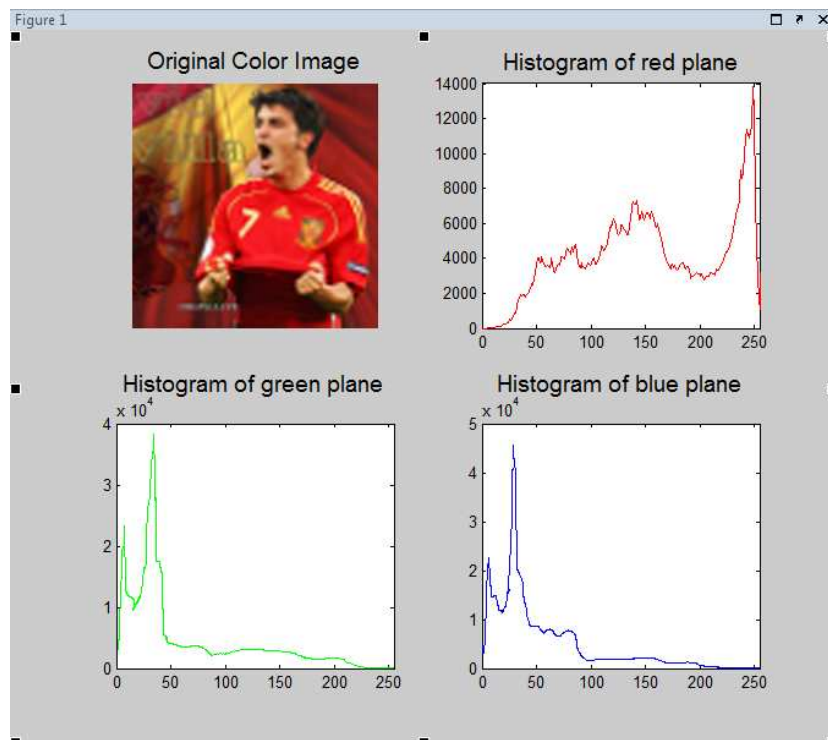 Figure 1
Original Color Image
Villa
7
Histogram of red plane
14000
12000
10000
8000
6000
4000
2000
0
0 50 100 150 200 250
Histogram of green plane
x 10^4
4
3
2
1
0
0 50 100 150 200 250
Histogram of blue plane
x 10^4
5
4
3
2
1
0
0 50 100 150 200 250